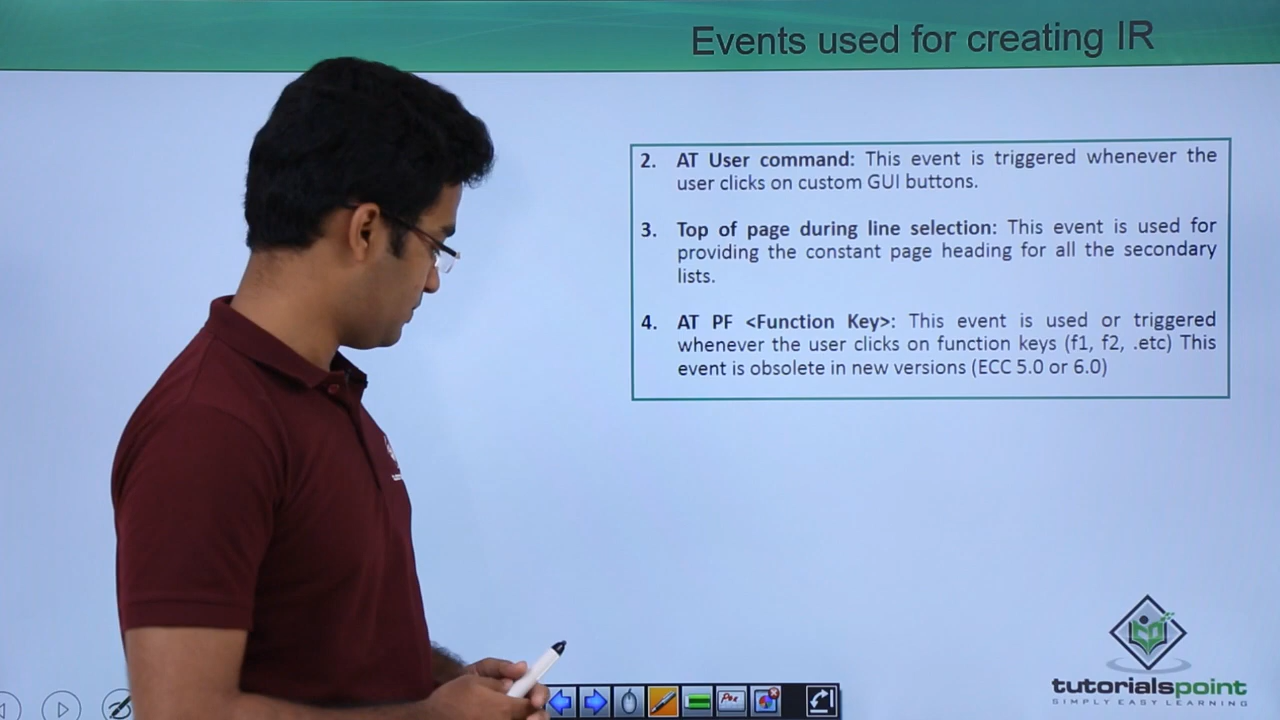 Events used for creating IR
2. AT User command: This event is triggered whenever the
user clicks on custom GUI buttons.
3. Top of page during line selection: This event is used for
providing the constant page heading for all the secondary
lists.
4. AT PF <Function Key>: This event is used or triggered
whenever the user clicks on function keys (f1, f2, .etc) This
event is obsolete in new versions (ECC 5.0 or 6.0)
tutorialspoint
SIMPLY EASY LEARNING